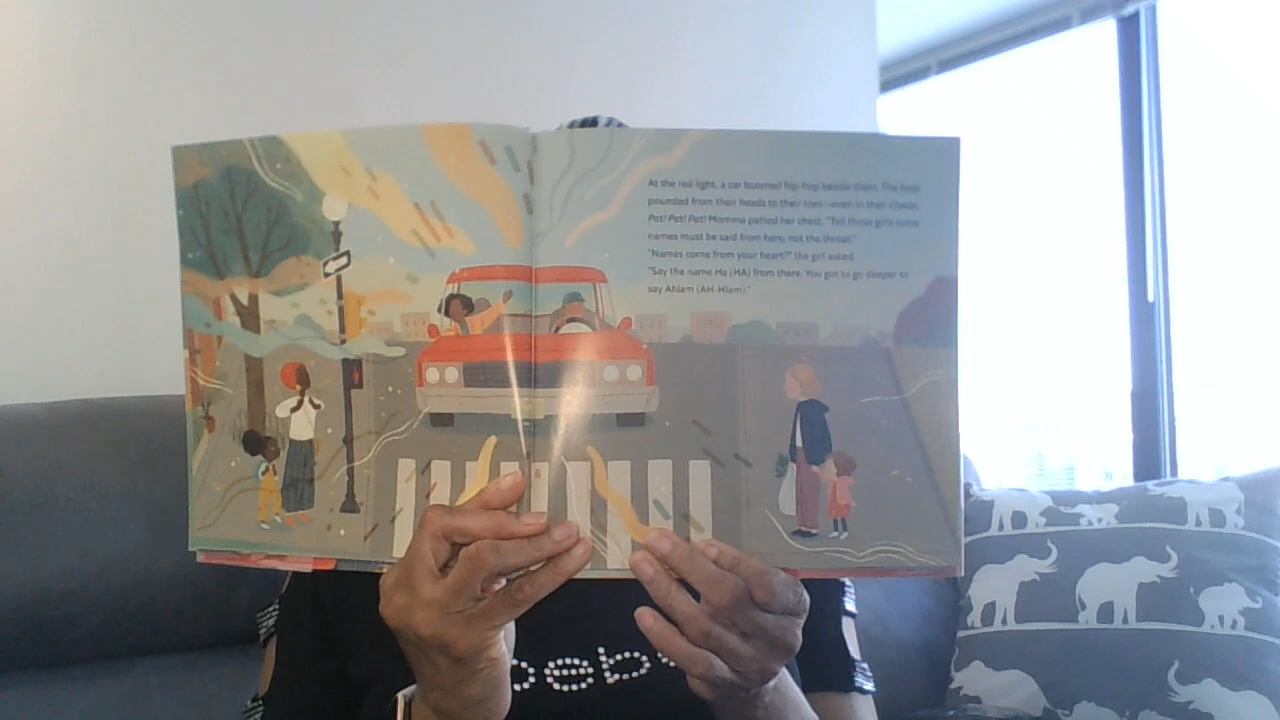 At the red light, a car boomed hip-hop beside them. The bass
pounded from their heads to their toes—even in their chests.
Pat! Pat! Pat! Momma patted her chest. "Tell those girls some
names must be said from here, not the throat."
"Names come from your heart?" the girl asked.
"Say the name Ha (HA) from there. You got to go deeper to
say Ahlam (AH-Hlam)."
bebe